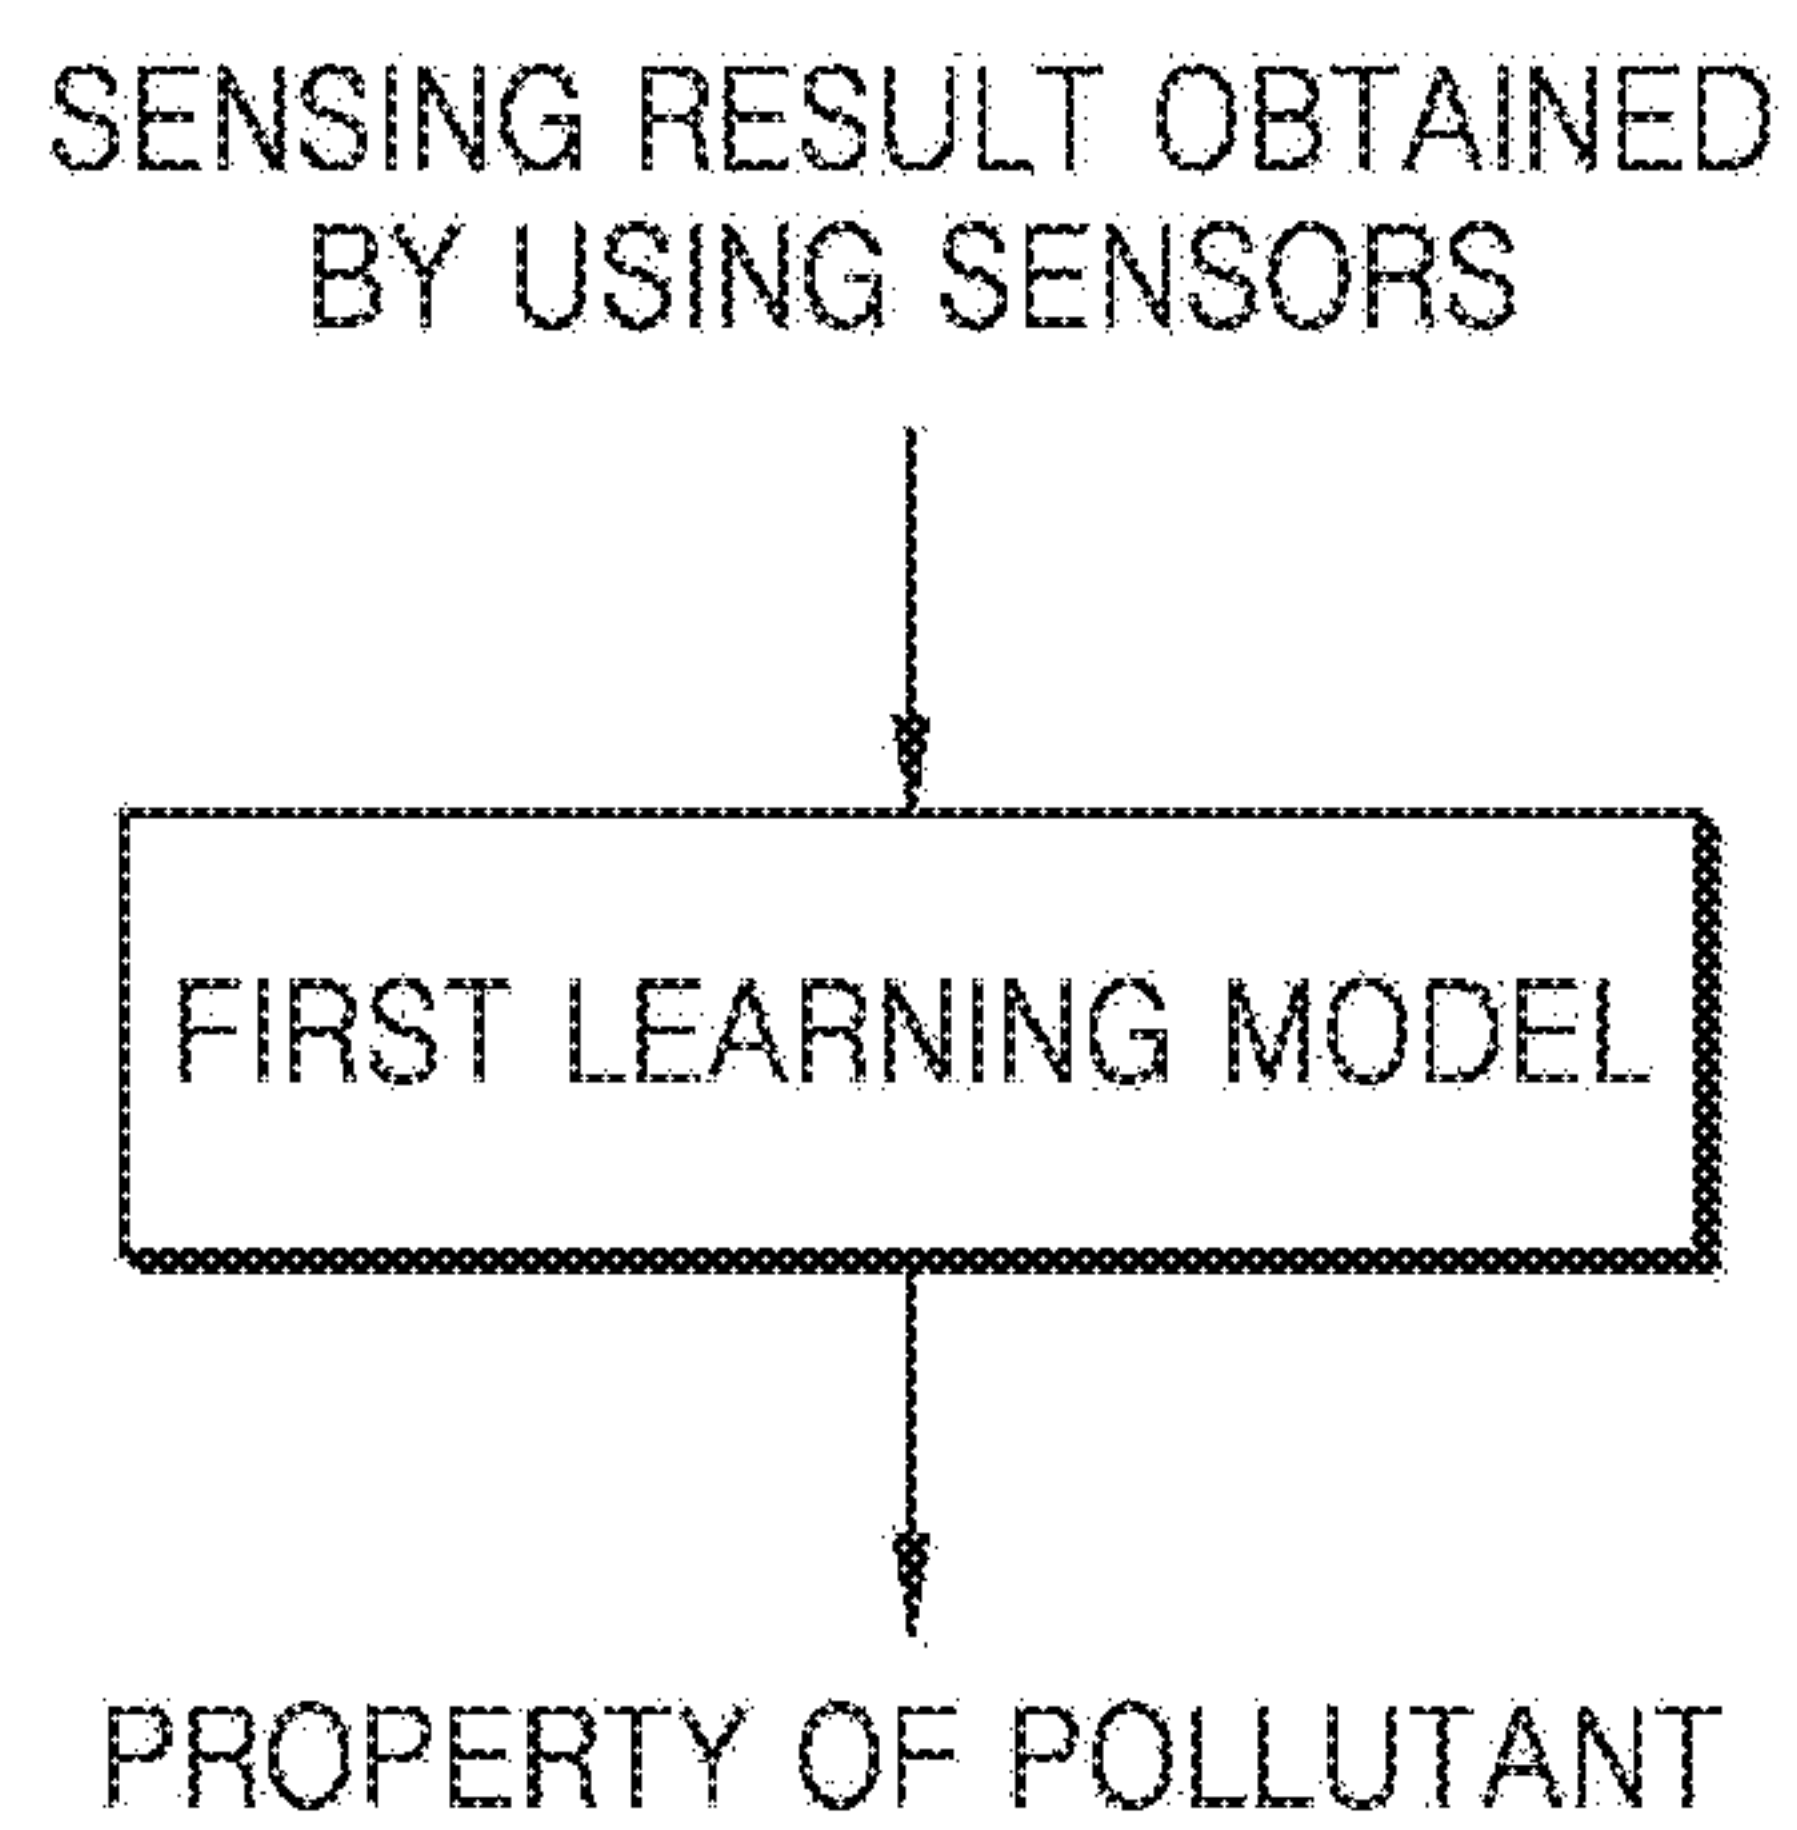 SENSING RESULT OBTAINED
BY USING SENSORS
FIRST LEARNING MODEL
PROPERTY OF POLLUTANT